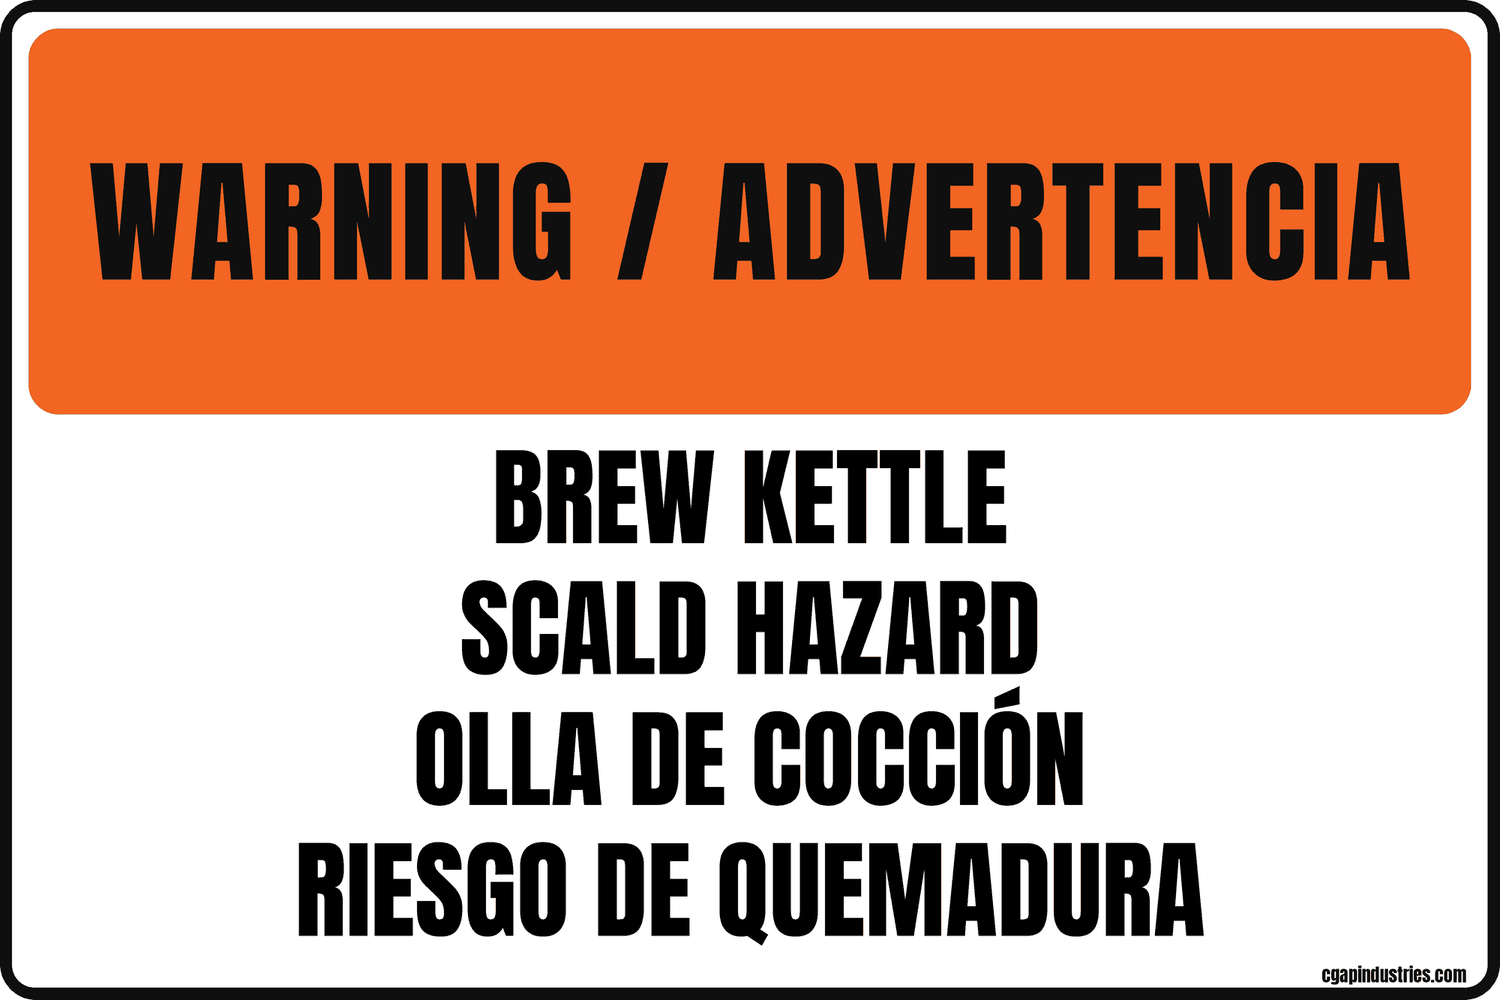 WARNING / ADVERTENCIA
BREW KETTLE
SCALD HAZARD
OLLA DE COCCIÓN
RIESGO DE QUEMADURA
cgapindustries.com